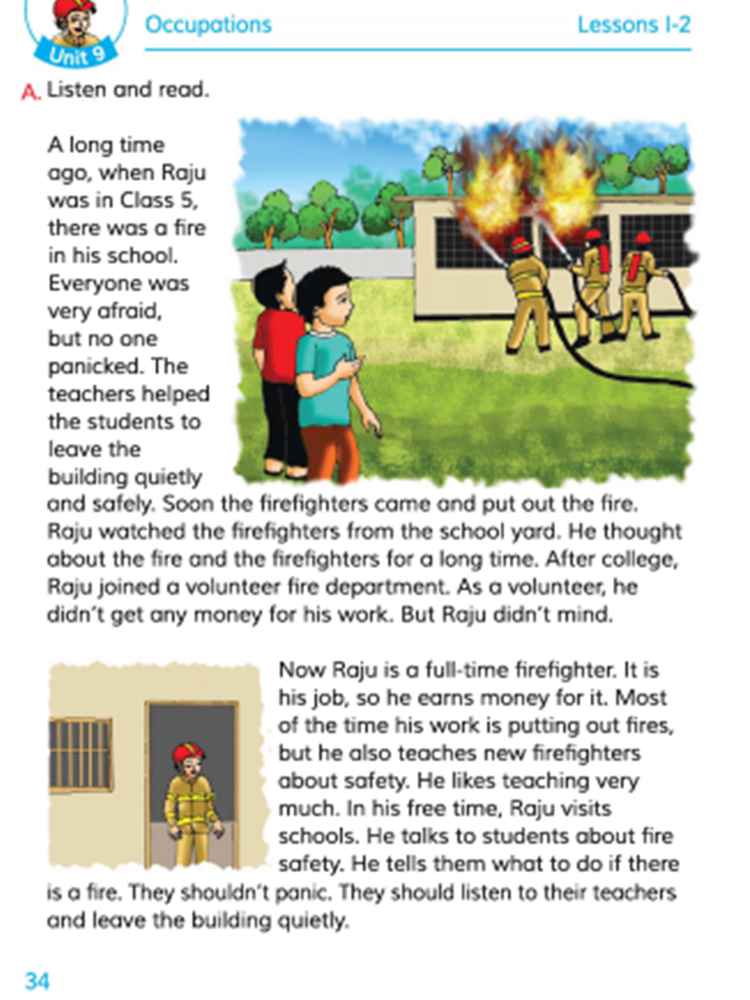 Occupations Lessons 1-2
Unit 9
A. Listen and read.
A long time
ago, when Raju
was in Class 5,
there was a fire
in his school.
Everyone was
very afraid,
but no one
panicked. The
teachers helped
the students to
leave the
building quietly
and safely. Soon the firefighters came and put out the fire.
Raju watched the firefighters from the school yard. He thought
about the fire and the firefighters for a long time. After college,
Raju joined a volunteer fire department. As a volunteer, he
didn't get any money for his work. But Raju didn't mind.
Now Raju is a full-time firefighter. It is
his job, so he earns money for it. Most
of the time his work is putting out fires,
but he also teaches new firefighters
about safety. He likes teaching very
much. In his free time, Raju visits
schools. He talks to students about fire
safety. He tells them what to do if there
is a fire. They shouldn't panic. They should listen to their teachers
and leave the building quietly.
34